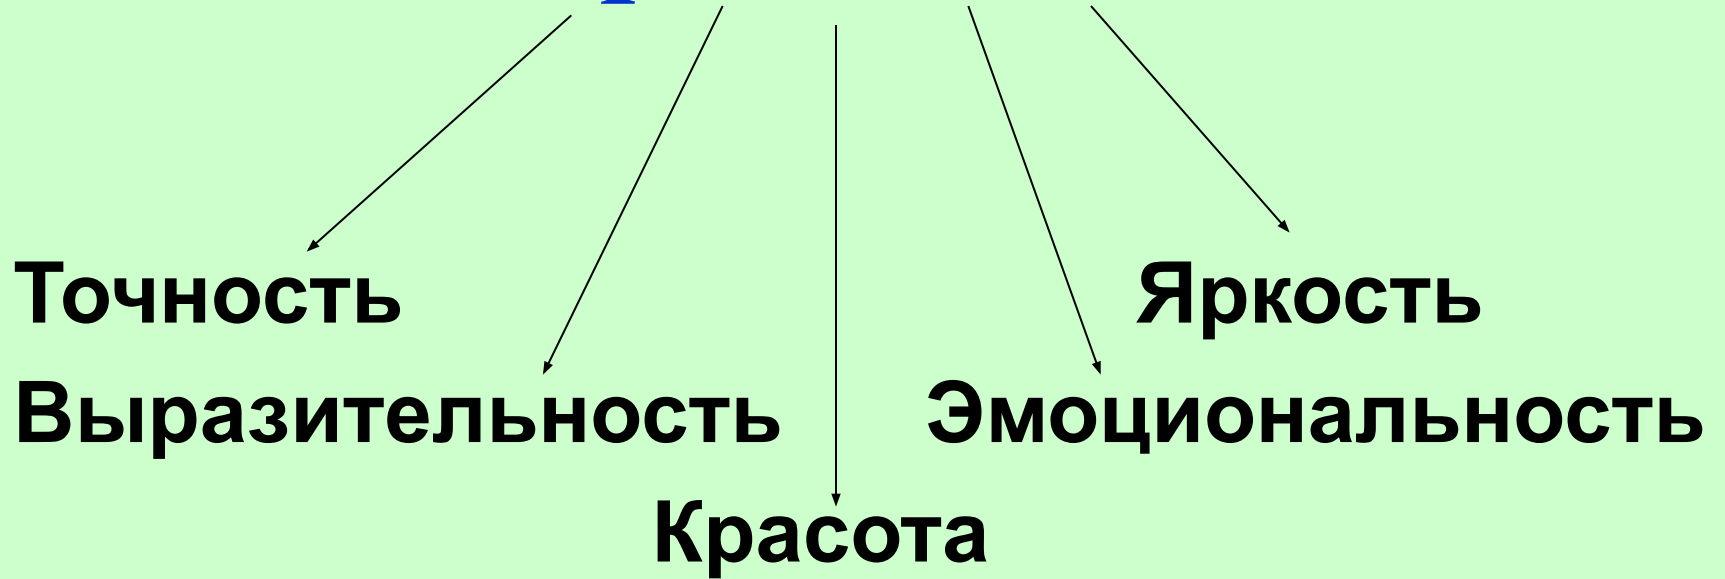 Точность Яркость
Выразительность Эмоциональность
Красота